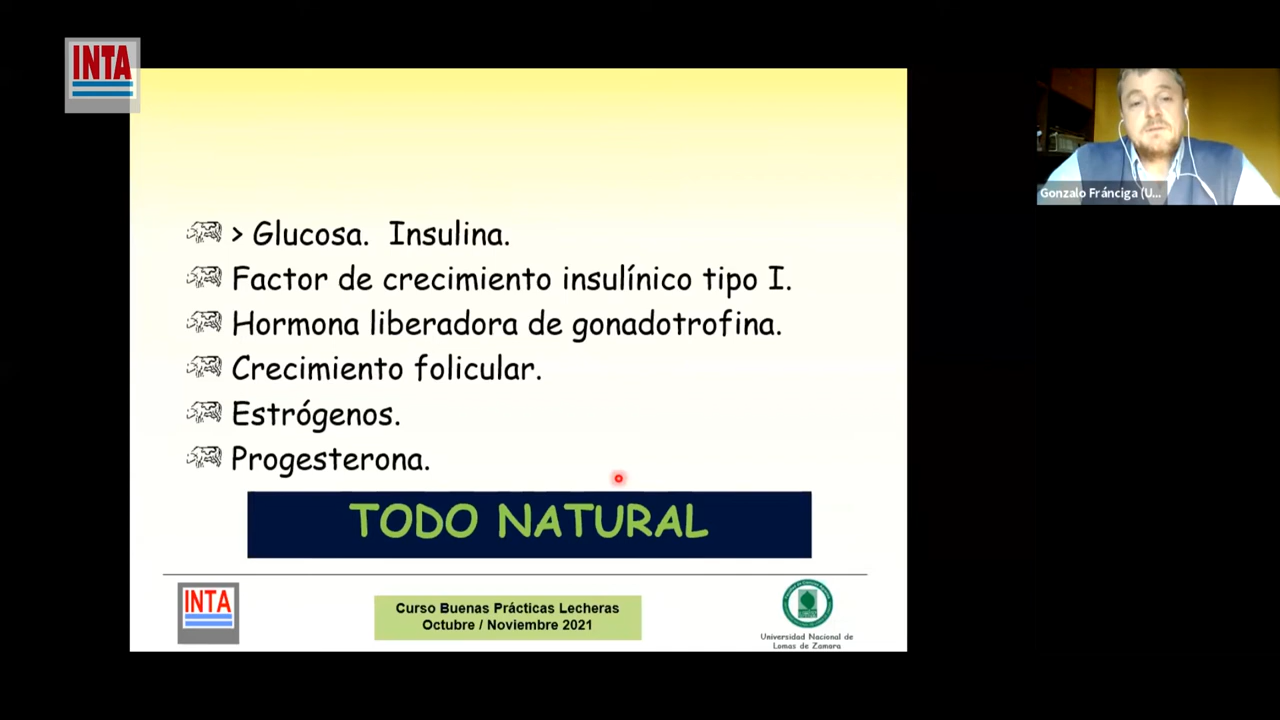 INTA
> Glucosa. Insulina.
Factor de crecimiento insulínico tipo I.
Hormona liberadora de gonadotrofina.
Crecimiento folicular.
Estrógenos.
Progesterona.
TODO NATURAL
INTA
Curso Buenas Prácticas Lecheras
Octubre / Noviembre 2021
Universidad Nacional de
Lomas de Zamora
Gonzalo Fránciga (U...